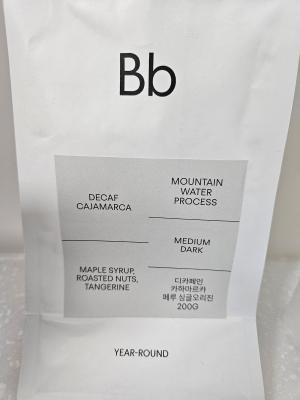 Bb
DECAF
CAJAMARCA
MOUNTAIN
WATER
PROCESS
MEDIUM
DARK
MAPLE SYRUP,
ROASTED NUTS,
TANGERINE
디카페인
카하마르카
페루 싱글오리진
200G
YEAR-ROUND